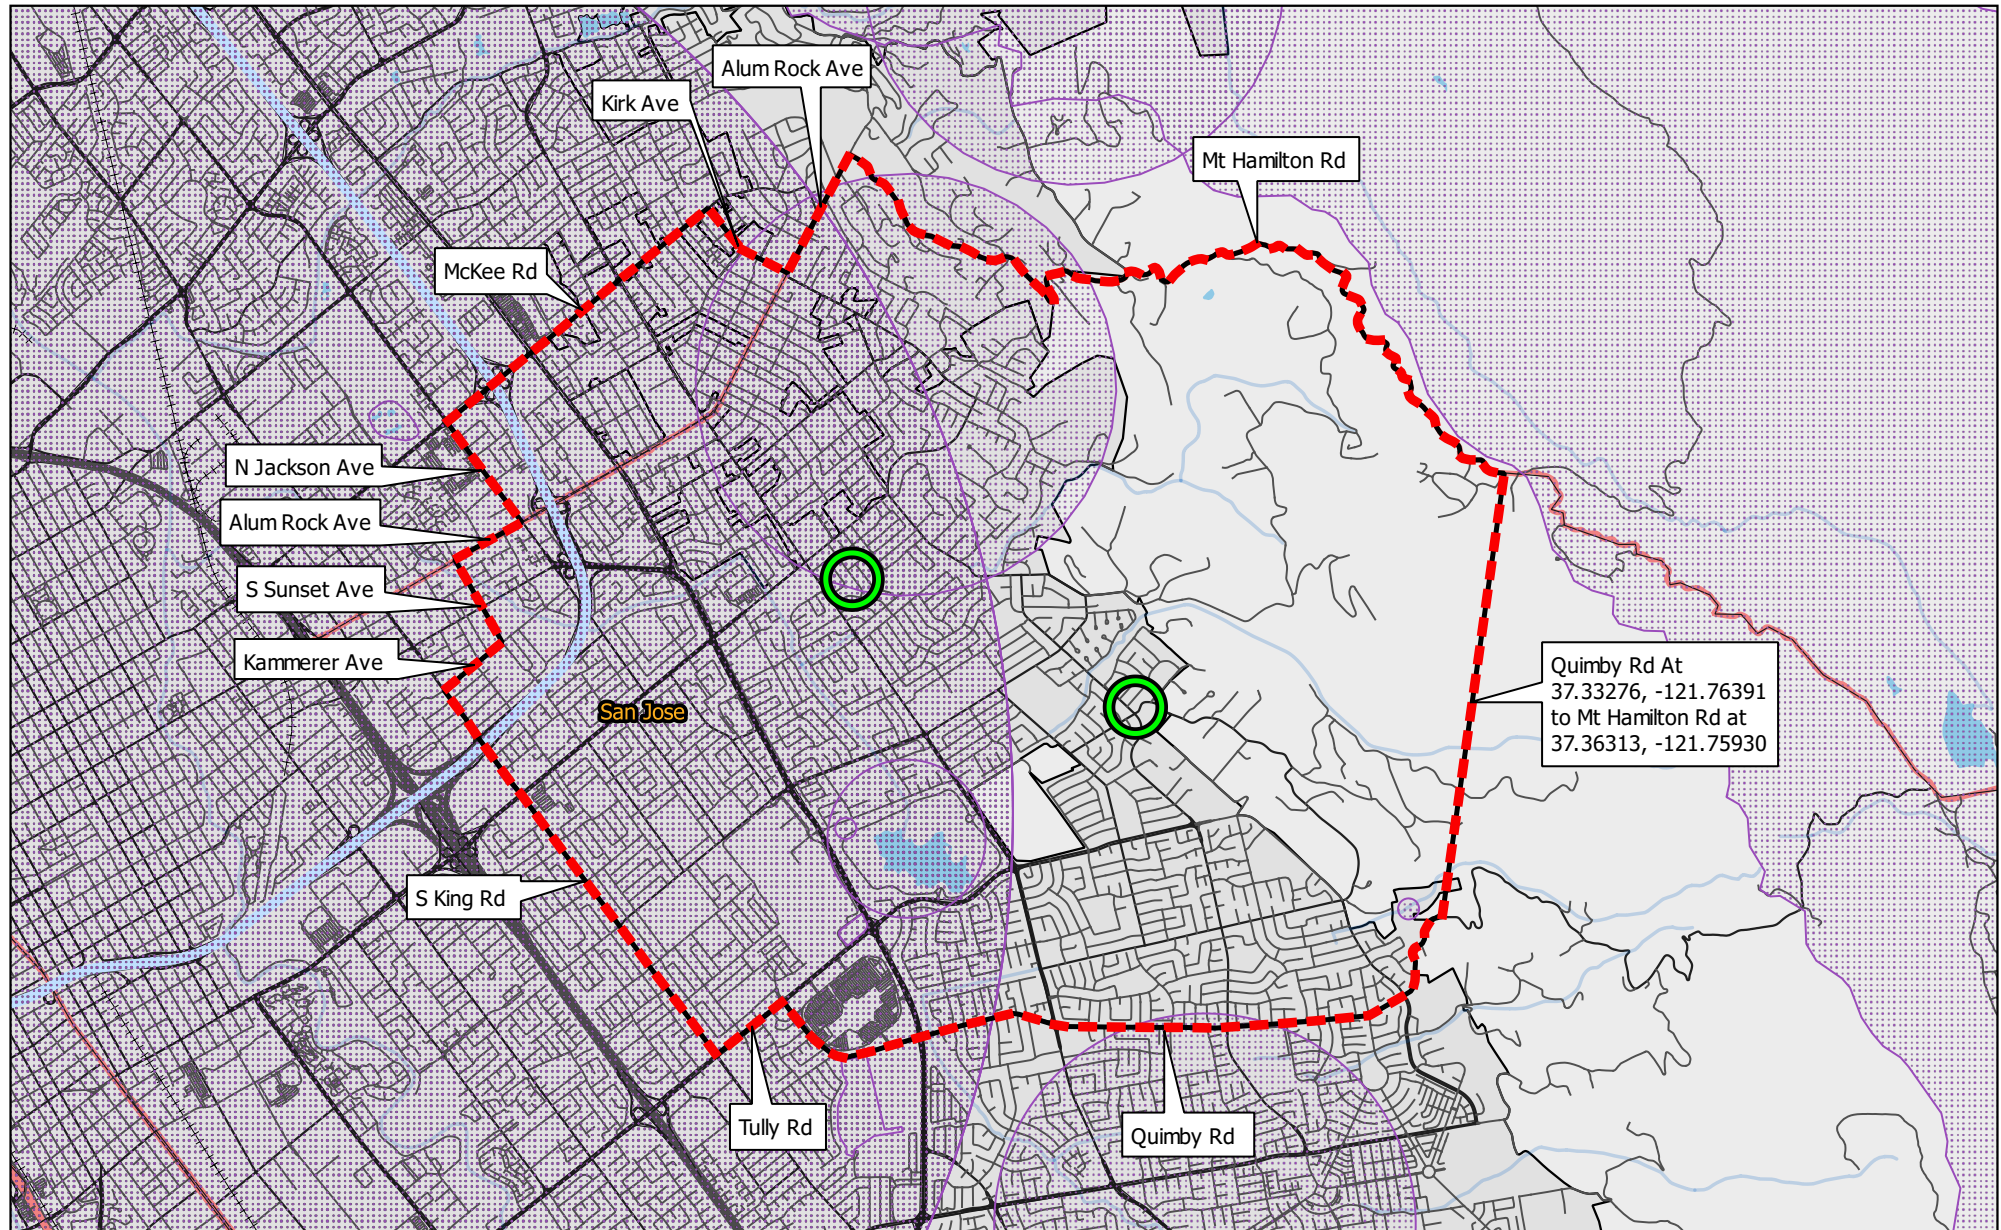 Alum Rock Ave
Kirk Ave
Mt Hamilton Rd
McKee Rd
N Jackson Ave
Alum Rock Ave
S Sunset Ave
Kammerer Ave
San Jose
Quimby Rd At
37.33276, -121.76391
to Mt Hamilton Rd at
37.36313, -121.75930
S King Rd
Tully Rd
Quimby Rd